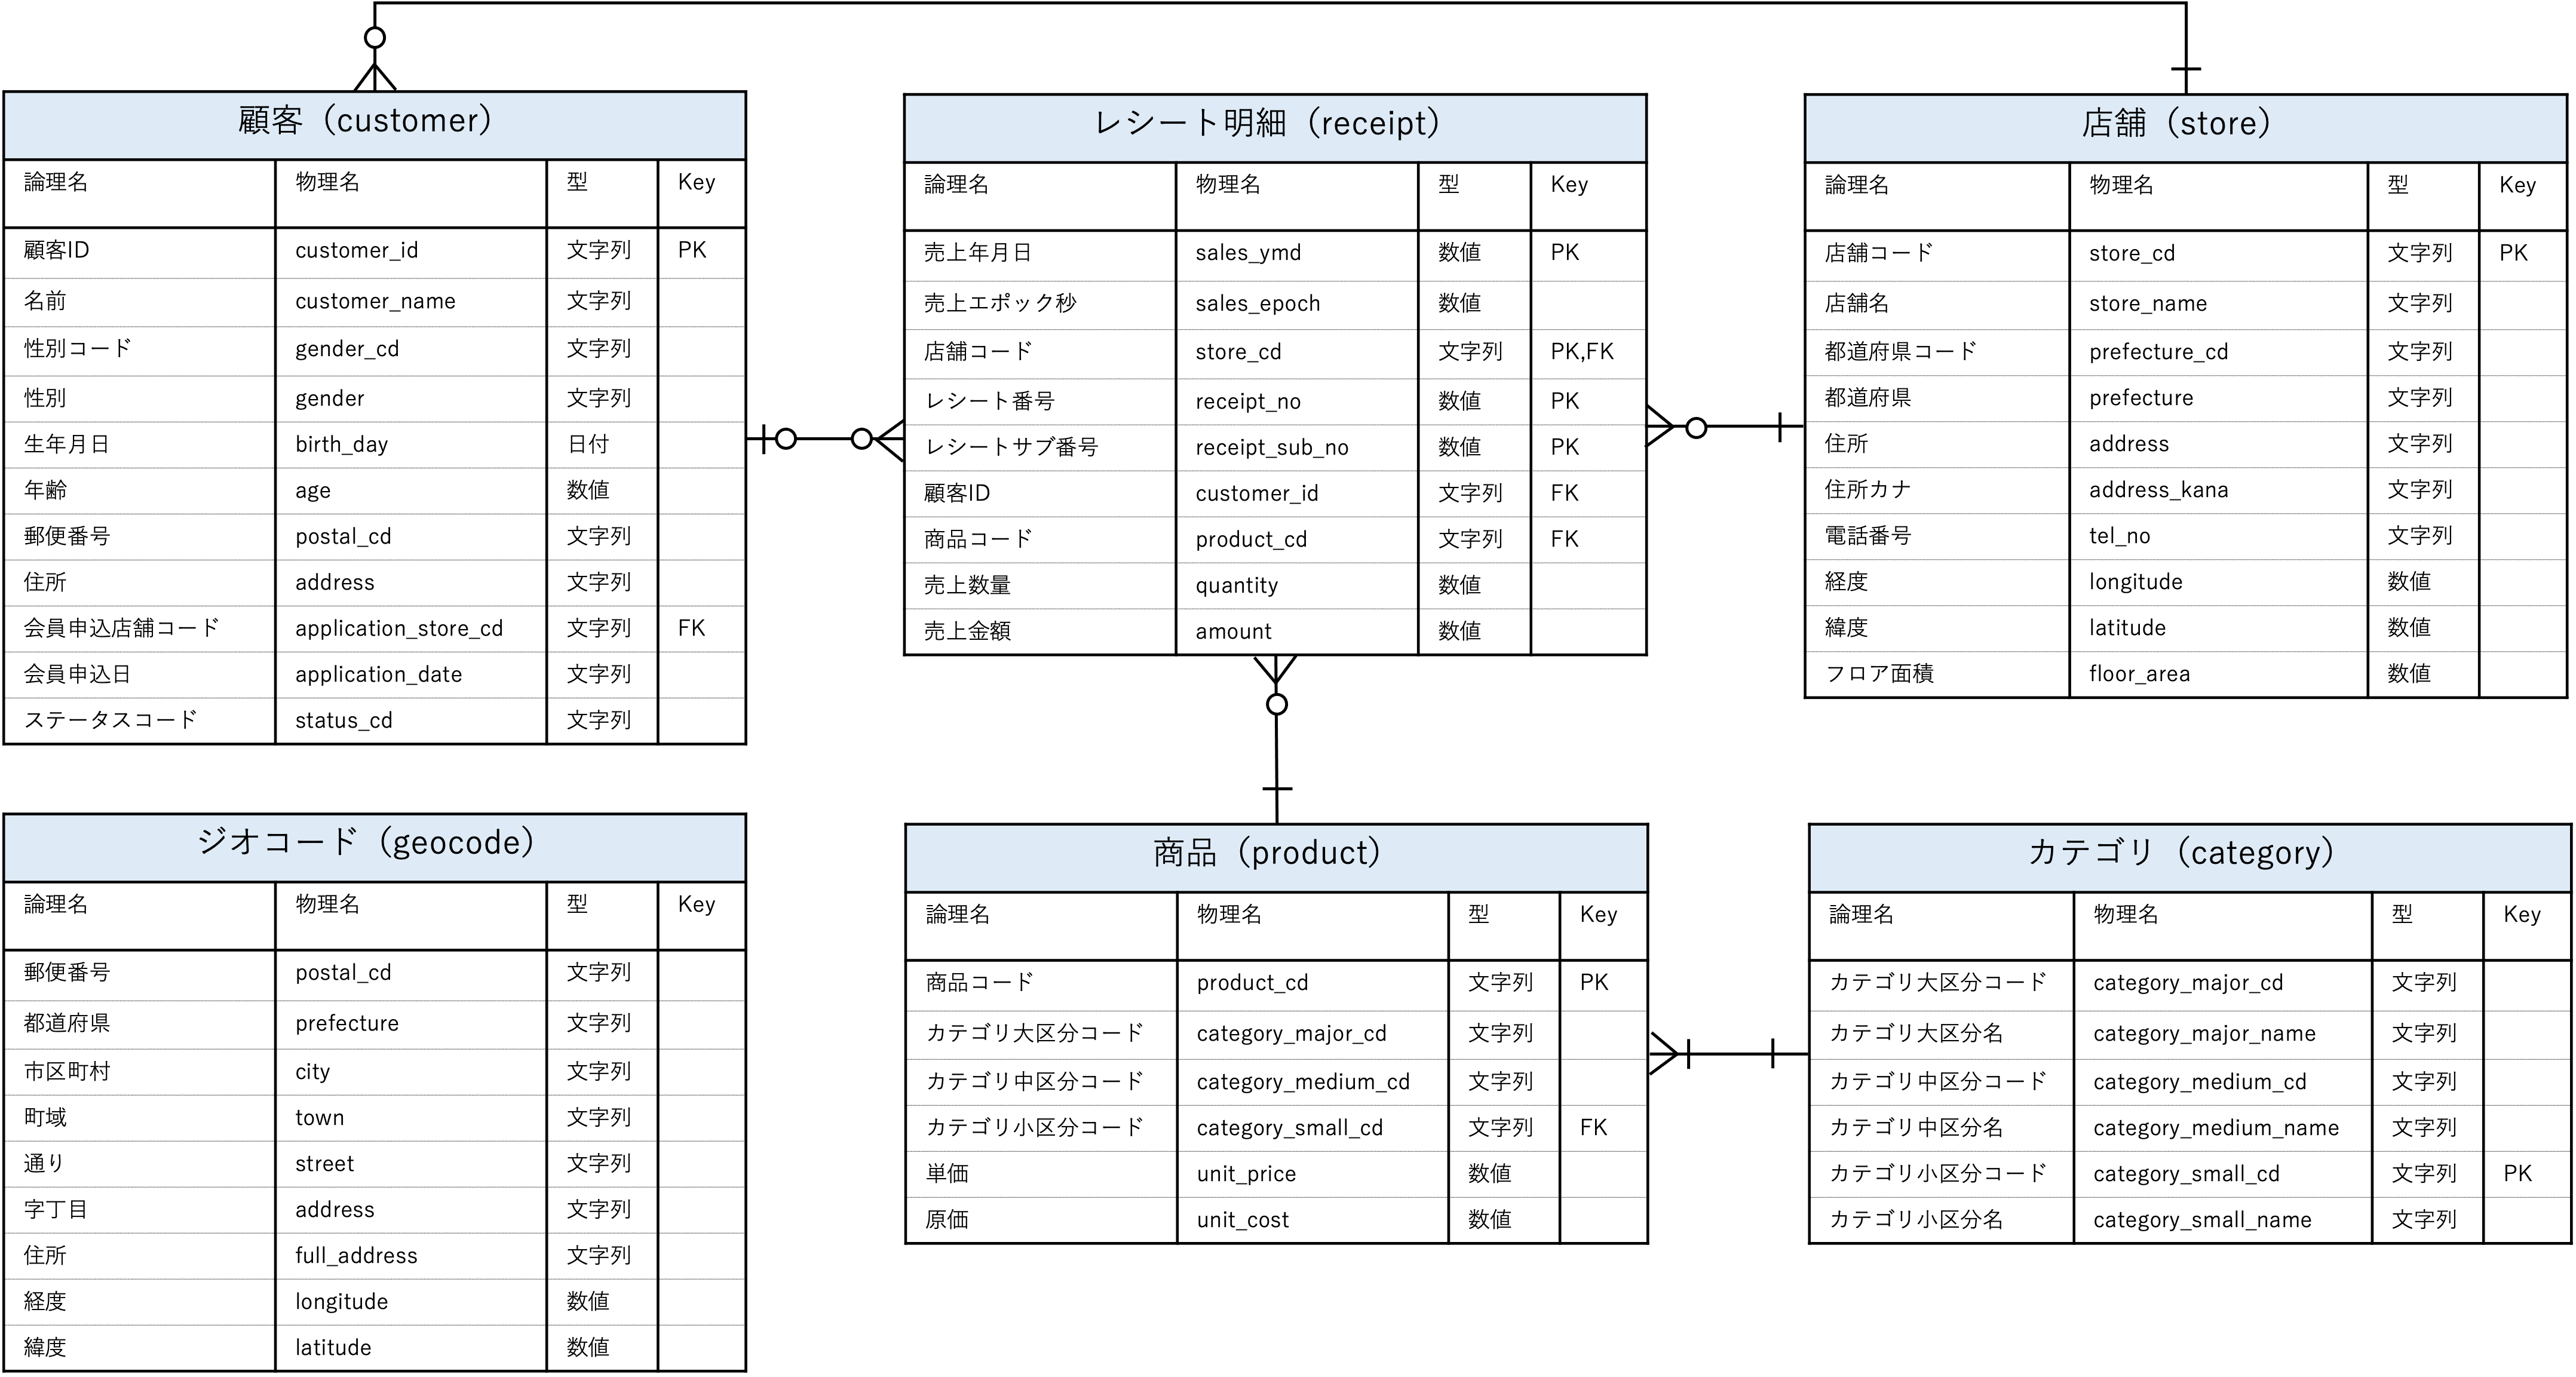 顧客（customer）
論理名 物理名 型 Key
顧客ID customer_id 文字列 PK
名前 customer_name 文字列
性別コード gender_cd 文字列
性別 gender 文字列
生年月日 birth_day 日付
年齢 age 数値
郵便番号 postal_cd 文字列
住所 address 文字列
会員申込店舗コード application_store_cd 文字列 FK
会員申込日 application_date 文字列
ステータスコード status_cd 文字列
レシート明細（receipt）
論理名 物理名 型 Key
売上年月日 sales_ymd 数値 PK
売上エポック秒 sales_epoch 数値
店舗コード store_cd 文字列 PK,FK
レシート番号 receipt_no 数値 PK
レシートサブ番号 receipt_sub_no 数値 PK
顧客ID customer_id 文字列 FK
商品コード product_cd 文字列 FK
売上数量 quantity 数値
売上金額 amount 数値
店舗（store）
論理名 物理名 型 Key
店舗コード store_cd 文字列 PK
店舗名 store_name 文字列
都道府県コード prefecture_cd 文字列
都道府県 prefecture 文字列
住所 address 文字列
住所カナ address_kana 文字列
電話番号 tel_no 文字列
経度 longitude 数値
緯度 latitude 数値
フロア面積 floor_area 数値
ジオコード（geocode）
論理名 物理名 型 Key
郵便番号 postal_cd 文字列
都道府県 prefecture 文字列
市区町村 city 文字列
町域 town 文字列
通り street 文字列
字丁目 address 文字列
住所 full_address 文字列
経度 longitude 数値
緯度 latitude 数値
商品（product）
論理名 物理名 型 Key
商品コード product_cd 文字列 PK
カテゴリ大区分コード category_major_cd 文字列
カテゴリ中区分コード category_medium_cd 文字列
カテゴリ小区分コード category_small_cd 文字列 FK
単価 unit_price 数値
原価 unit_cost 数値
カテゴリ（category）
論理名 物理名 型 Key
カテゴリ大区分コード category_major_cd 文字列
カテゴリ大区分名 category_major_name 文字列
カテゴリ中区分コード category_medium_cd 文字列
カテゴリ中区分名 category_medium_name 文字列
カテゴリ小区分コード category_small_cd 文字列 PK
カテゴリ小区分名 category_small_name 文字列